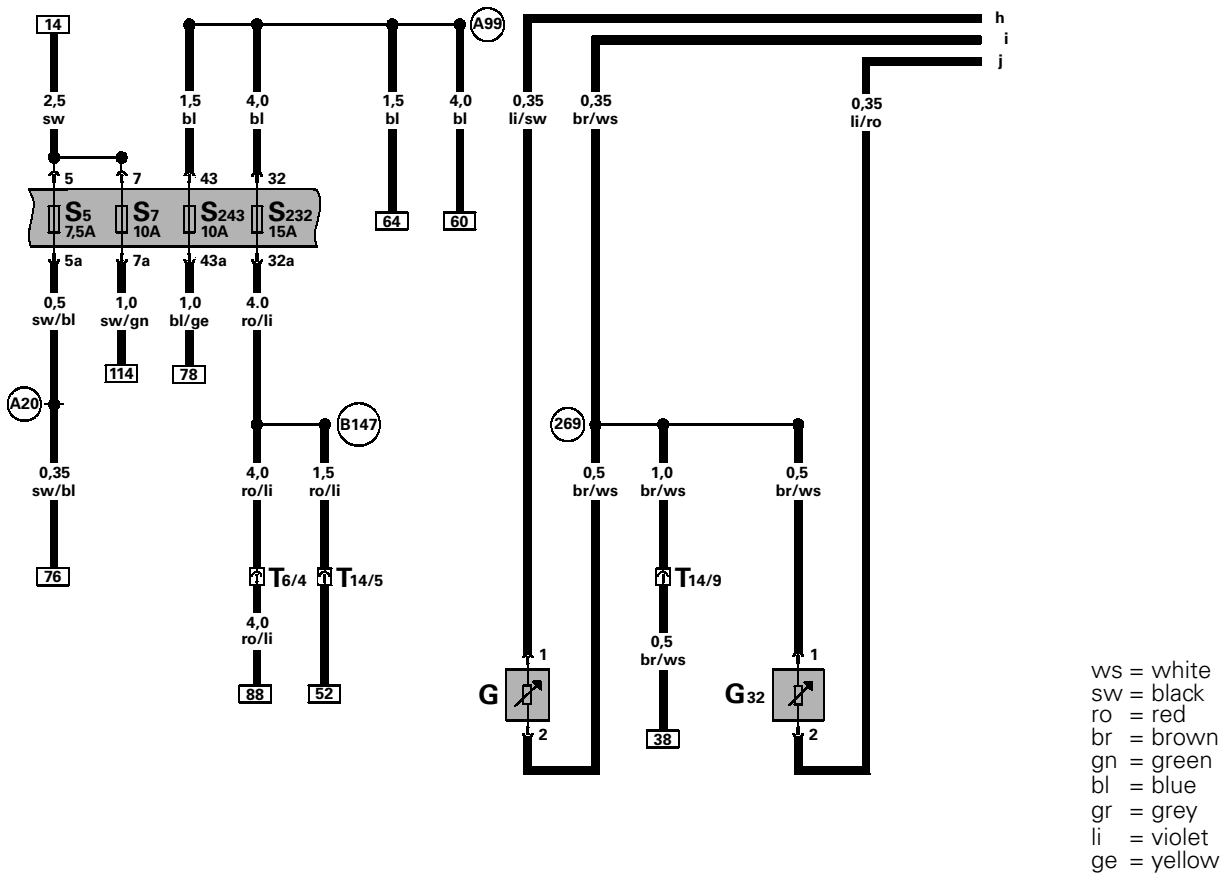 14
A99
h
i
j
2,5
sw
1,5
bl
4,0
bl
1,5
bl
4,0
bl
0,35
li/sw
0,35
br/ws
0,35
li/ro
5
7
43
32
S5
7,5A
S7
10A
S243
10A
S232
15A
64
60
5a
7a
43a
32a
0,5
sw/bl
1,0
sw/gn
1,0
bl/ge
4.0
ro/li
114
78
A20
B147
269
0,35
sw/bl
4,0
ro/li
1,5
ro/li
0,5
br/ws
1,0
br/ws
0,5
br/ws
76
T6/4
T14/5
T14/9
4,0
ro/li
0,5
br/ws
88
52
1
G
2
38
1
G32
2
ws = white
sw = black
ro = red
br = brown
gn = green
bl = blue
gr = grey
li = violet
ge = yellow